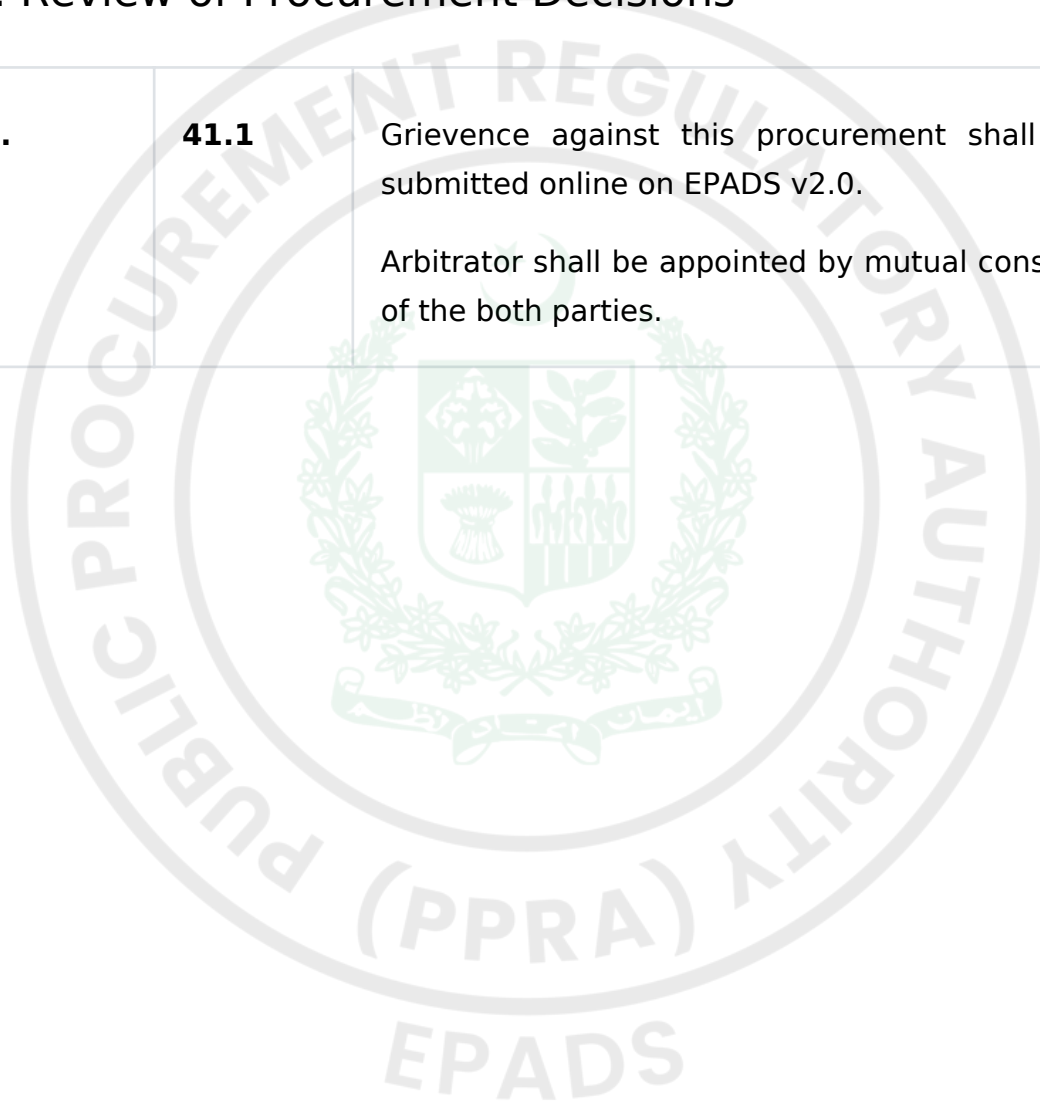 . Review of Procurement Decisions
. 41.1 Grievence against this procurement shall
submitted online on EPADS v2.0.
Arbitrator shall be appointed by mutual cons
of the both parties.
PUBLIC PROCUREMENT REGULATORY AUTHORITY
(PPRA)
EPADS